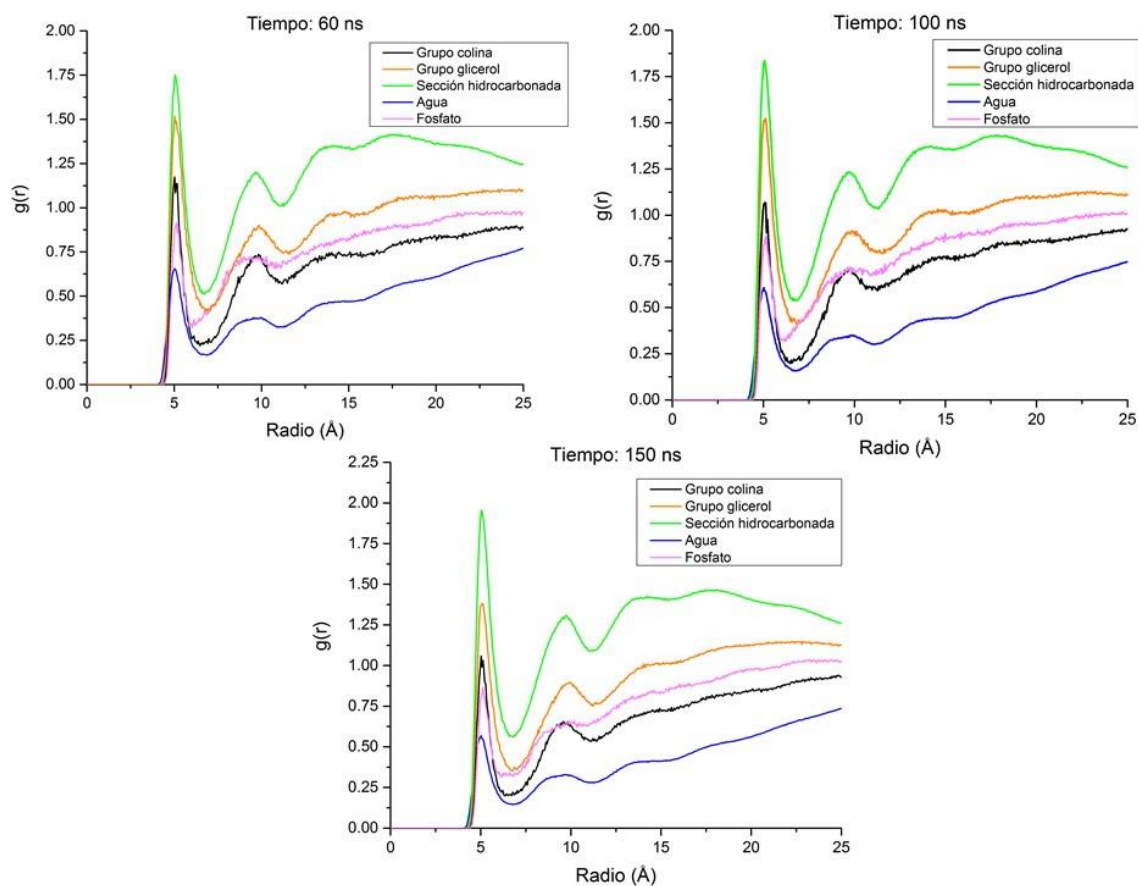 Tiempo: 60 ns
2.00
1.75
1.50
1.25
1.00
0.75
0.50
0.25
0.00
g(r)
Grupo colina
Grupo glicerol
Sección hidrocarbonada
Agua
Fosfato
0 5 10 15 20 25
Radio (Å)
Tiempo: 100 ns
2.00
1.75
1.50
1.25
1.00
0.75
0.50
0.25
0.00
g(r)
Grupo colina
Grupo glicerol
Sección hidrocarbonada
Agua
Fosfato
0 5 10 15 20 25
Radio (Å)
Tiempo: 150 ns
2.25
2.00
1.75
1.50
1.25
1.00
0.75
0.50
0.25
0.00
g(r)
Grupo colina
Grupo glicerol
Sección hidrocarbonada
Agua
Fosfato
0 5 10 15 20 25
Radio (Å)